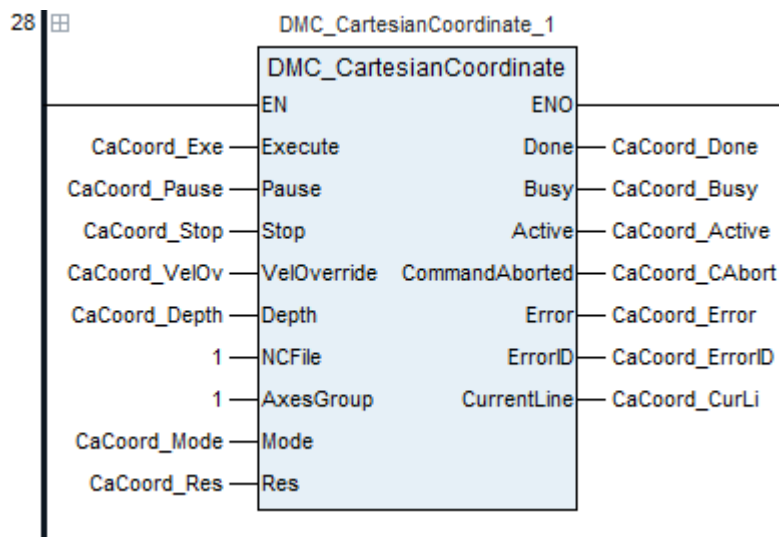 28 DMC_CartesianCoordinate_1
DMC_CartesianCoordinate
EN ENO
CaCoord_Exe Execute Done CaCoord_Done
CaCoord_Pause Pause Busy CaCoord_Busy
CaCoord_Stop Stop Active CaCoord_Active
CaCoord_VelOv VelOverride CommandAborted CaCoord_CAbort
CaCoord_Depth Depth Error CaCoord_Error
1 NCFile ErrorID CaCoord_ErrorID
1 AxesGroup CurrentLine CaCoord_CurLi
CaCoord_Mode Mode
CaCoord_Res Res